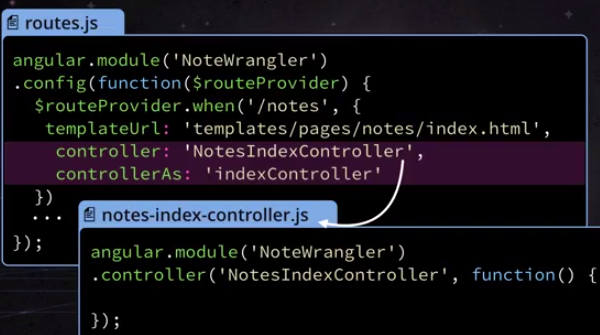 routes.js
angular.module('NoteWrangler')
.config(function($routeProvider) {
$routeProvider.when('/notes', {
templateUrl: 'templates/pages/notes/index.html',
controller: 'NotesIndexController',
controllerAs: 'indexController'
})
...
});
notes-index-controller.js
angular.module('NoteWrangler')
.controller('NotesIndexController', function() {
});